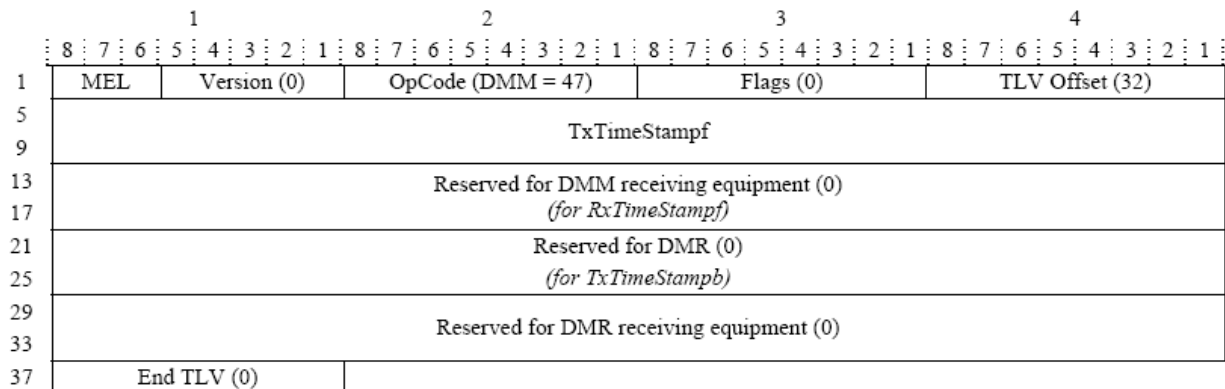 1 2 3 4
8 7 6 5 4 3 2 1 8 7 6 5 4 3 2 1 8 7 6 5 4 3 2 1 8 7 6 5 4 3 2 1
1 MEL Version (0) OpCode (DMM = 47) Flags (0) TLV Offset (32)
5
TxTimeStampf
9
13 Reserved for DMM receiving equipment (0)
17 (for RxTimeStampf)
21 Reserved for DMR (0)
25 (for TxTimeStampb)
29
Reserved for DMR receiving equipment (0)
33
37 End TLV (0)